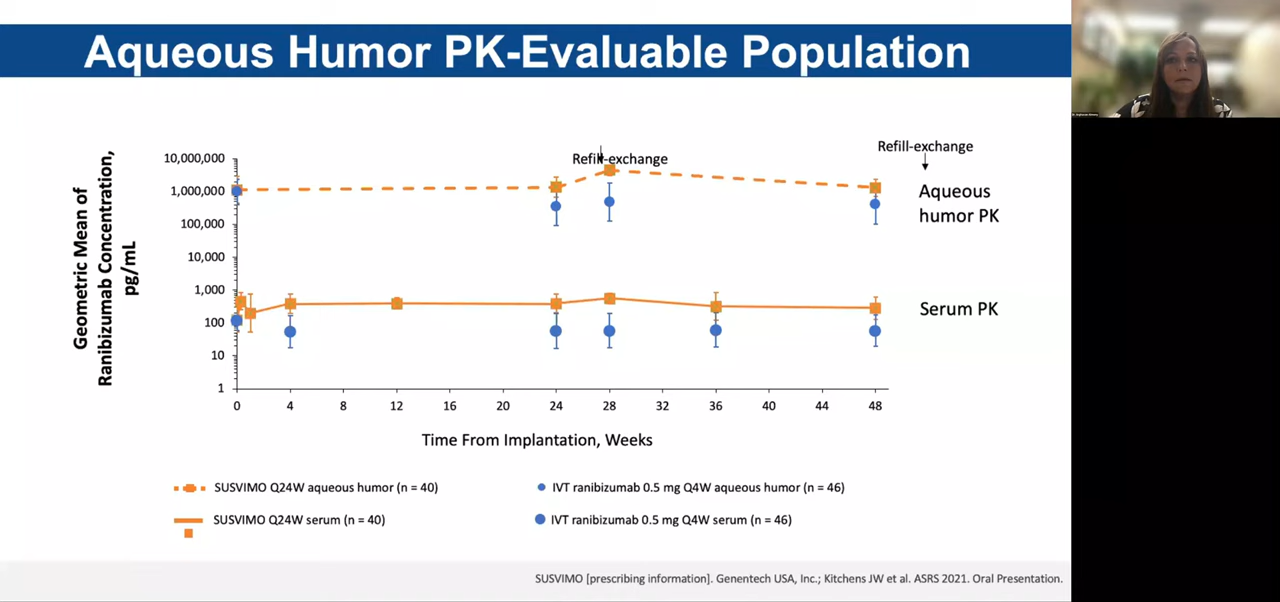 Aqueous Humor PK-Evaluable Population
Geometric Mean of
Ranibizumab Concentration,
pg/mL
10,000,000
1,000,000
100,000
10,000
1,000
100
10
1
0 4 8 12 16 20 24 28 32 36 40 44 48
Time From Implantation, Weeks
Refill-exchange
Refill-exchange
Aqueous
humor PK
Serum PK
SUSVIMO Q24W aqueous humor (n = 40)
IVT ranibizumab 0.5 mg Q4W aqueous humor (n = 46)
SUSVIMO Q24W serum (n = 40)
IVT ranibizumab 0.5 mg Q4W serum (n = 46)
SUSVIMO [prescribing information]. Genentech USA, Inc.; Kitchens JW et al. ASRS 2021. Oral Presentation.